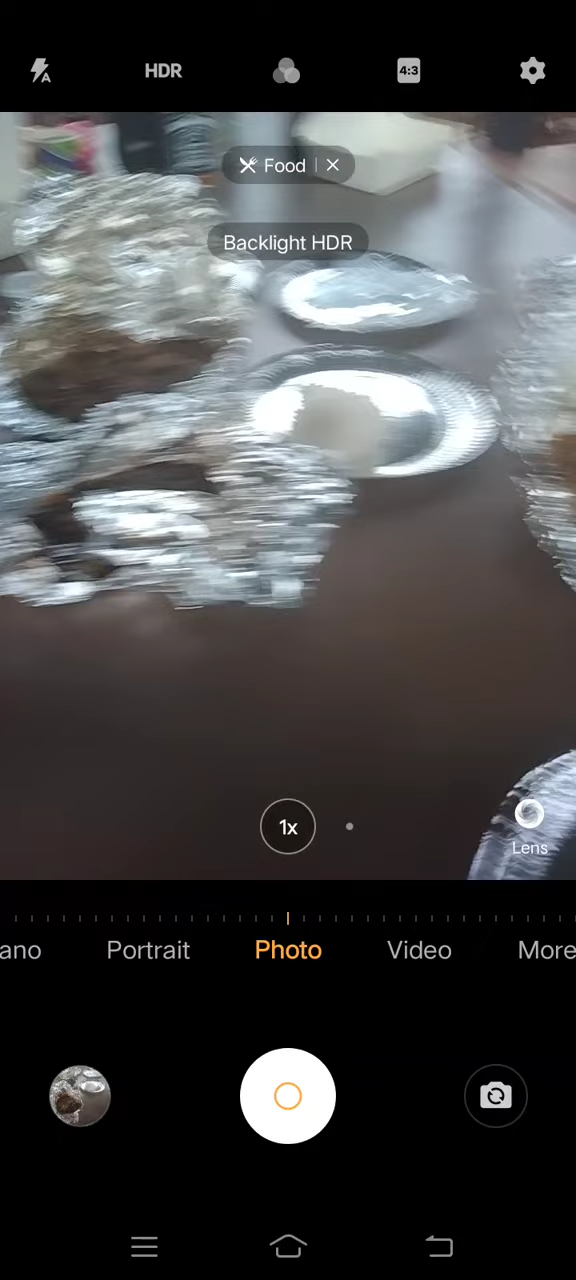 A
HDR
4:3
Food
Backlight HDR
1x
Lens
ano
Portrait
Photo
Video
More